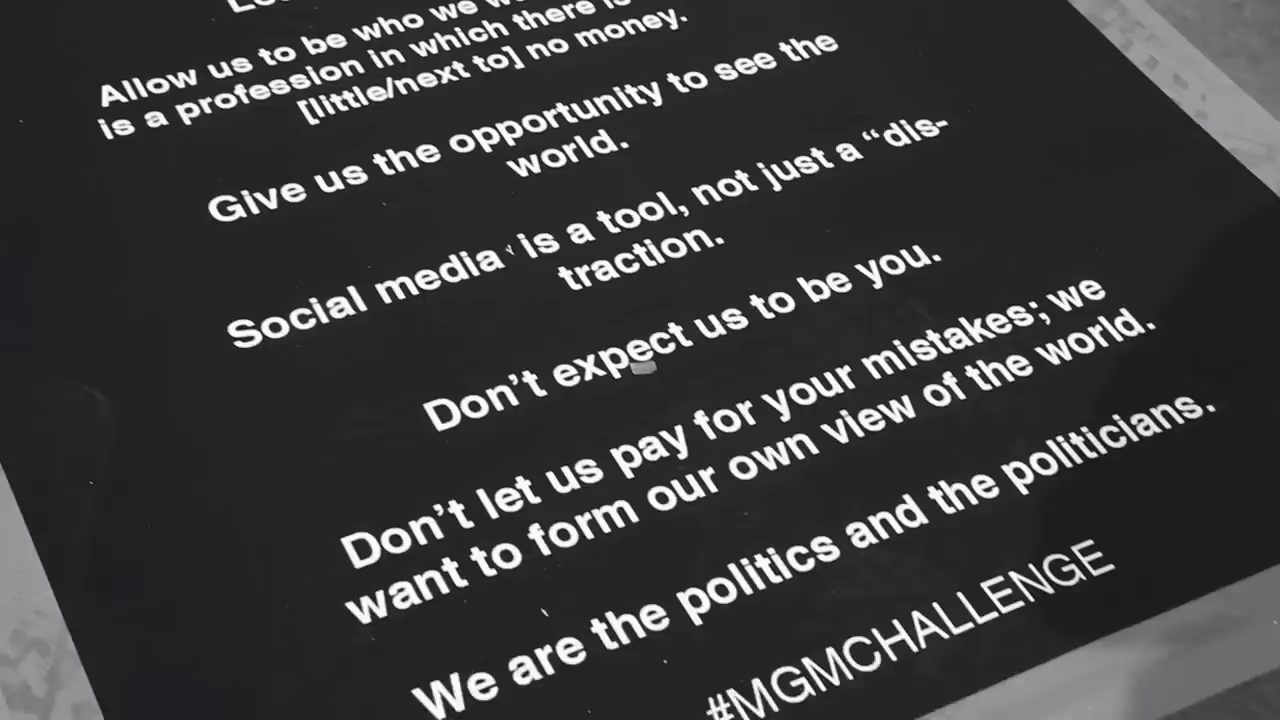 Allow us to be who we
is a profession in which there is
[little/next to] no money.
Give us the opportunity to see the
world.
Social media is a tool, not just a “dis-
traction.
Don’t expect us to be you.
Don’t let us pay for your mistakes; we
want to form our own view of the world.
We are the politics and the politicians.
#MGMCHALLENGE